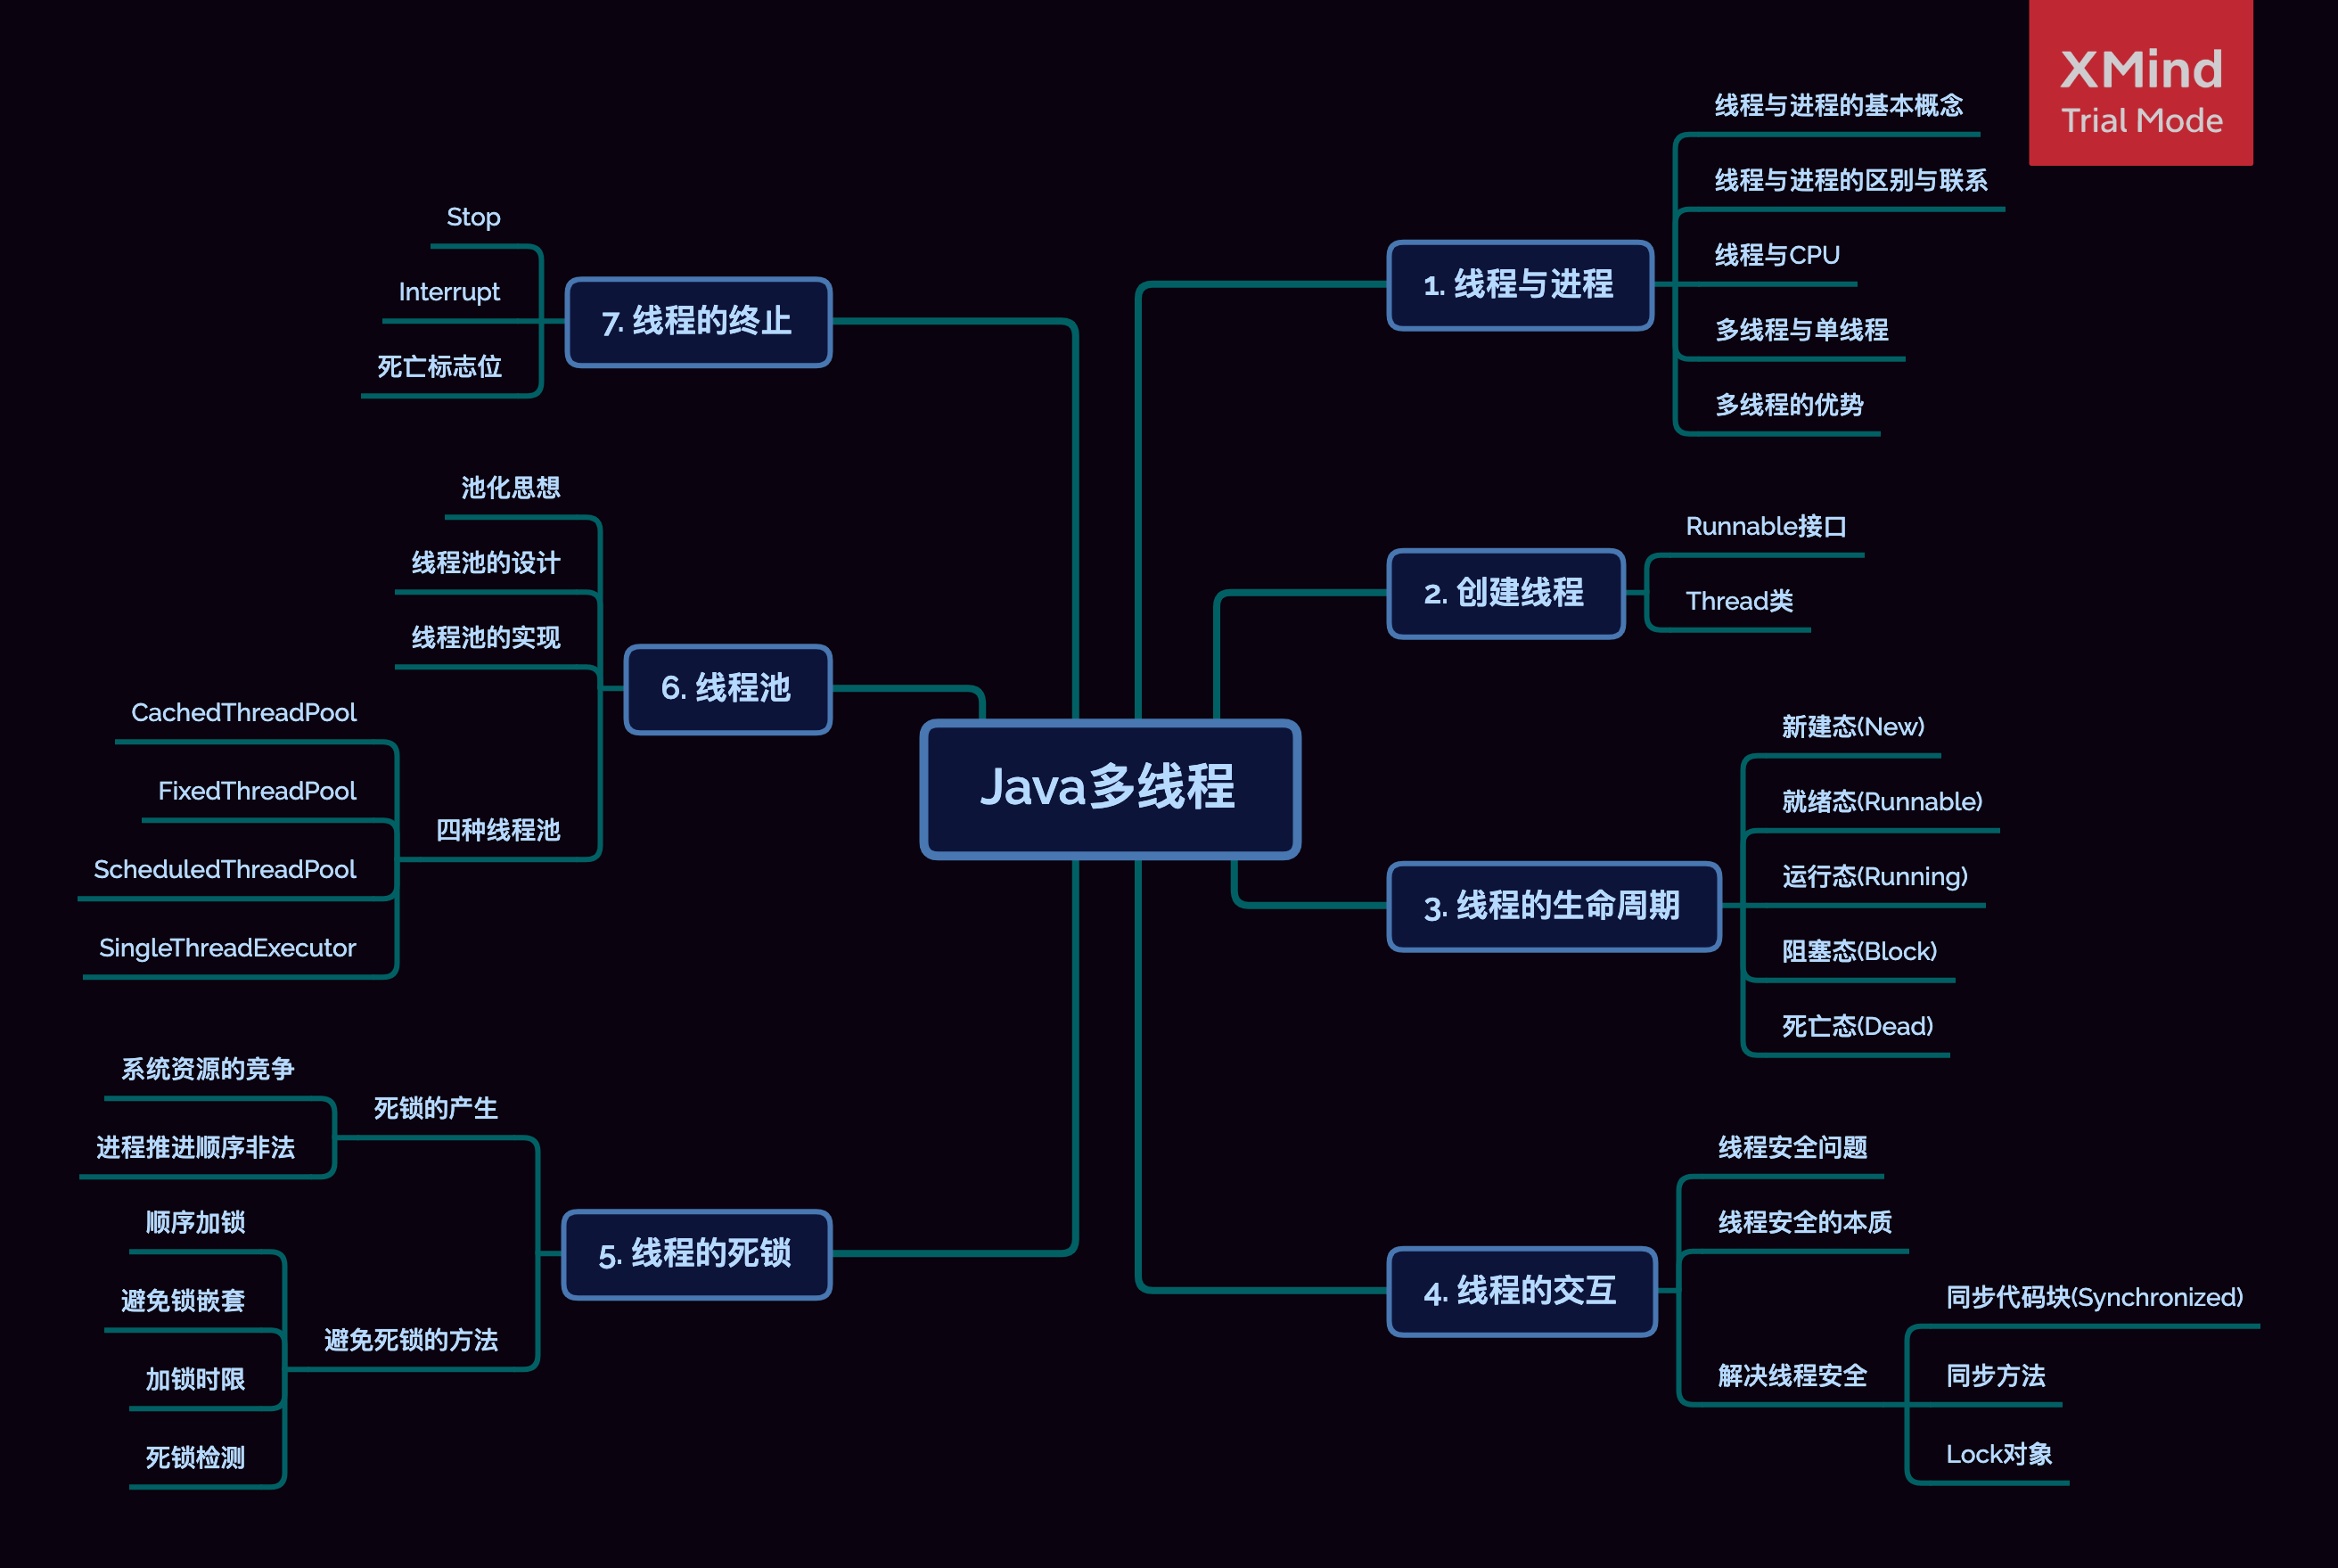 XMind
Trial Mode
Java多线程
1. 线程与进程
线程与进程的基本概念
线程与进程的区别与联系
线程与CPU
多线程与单线程
多线程的优势
2. 创建线程
Runnable接口
Thread类
3. 线程的生命周期
新建态(New)
就绪态(Runnable)
运行态(Running)
阻塞态(Block)
死亡态(Dead)
4. 线程的交互
线程安全问题
线程安全的本质
解决线程安全
同步代码块(Synchronized)
同步方法
Lock对象
5. 线程的死锁
死锁的产生
系统资源的竞争
进程推进顺序非法
避免死锁的方法
顺序加锁
避免锁嵌套
加锁时限
死锁检测
6. 线程池
池化思想
线程池的设计
线程池的实现
四种线程池
CachedThreadPool
FixedThreadPool
ScheduledThreadPool
SingleThreadExecutor
7. 线程的终止
Stop
Interrupt
死亡标志位